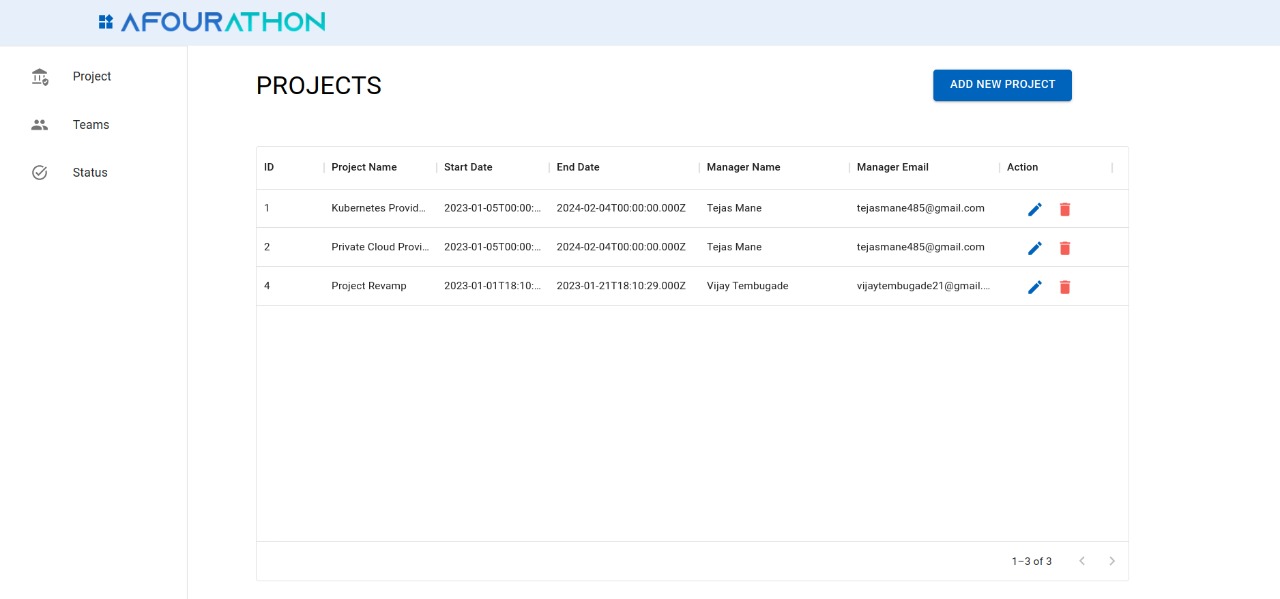 AFOURATHON
Project
Teams
Status
PROJECTS
ADD NEW PROJECT
ID Project Name Start Date End Date Manager Name Manager Email Action
1 Kubernetes Provid... 2023-01-05T00:00:... 2024-02-04T00:00:00.000Z Tejas Mane tejasmane485@gmail.com
2 Private Cloud Provi... 2023-01-05T00:00:... 2024-02-04T00:00:00.000Z Tejas Mane tejasmane485@gmail.com
4 Project Revamp 2023-01-01T18:10:... 2023-01-21T18:10:29.000Z Vijay Tembugade vijaytembugade21@gmail....
1–3 of 3